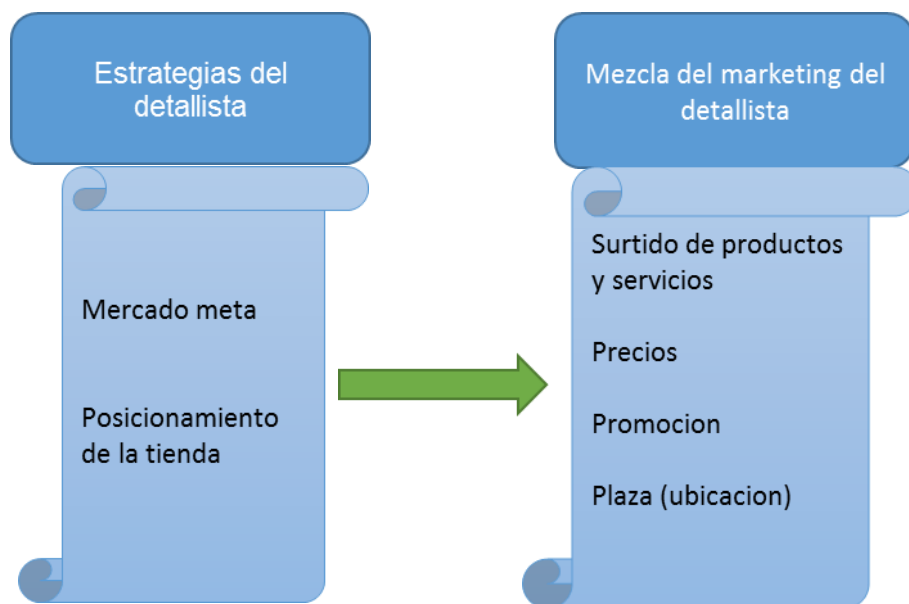 Estrategias del
detallista
Mercado meta
Posicionamiento
de la tienda
Mezcla del marketing del
detallista
Surtido de productos
y servicios
Precios
Promocion
Plaza (ubicacion)